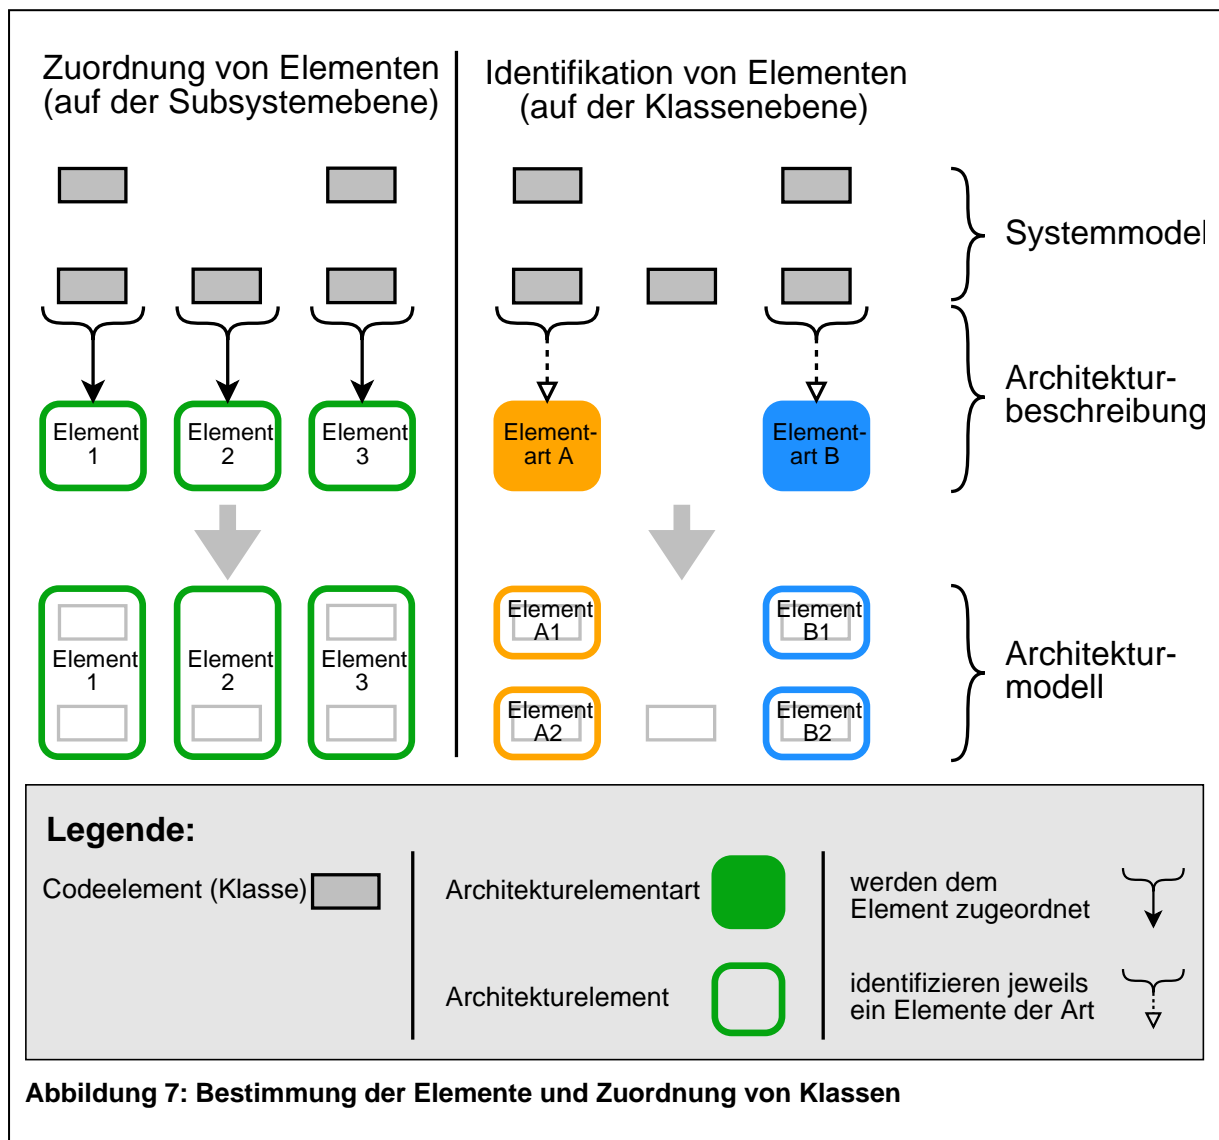 Zuordnung von Elementen
(auf der Subsystemebene)
Identifikation von Elementen
(auf der Klassenebene)
Systemmodel
Architektur-
beschreibung
Element
1
Element
2
Element
3
Element-
art A
Element-
art B
Element
1
Element
2
Element
3
Element
A1
Element
B1
Element
A2
Element
B2
Architektur-
modell
Legende:
Codeelement (Klasse)
Architekturelementart
Architekturelement
werden dem
Element zugeordnet
identifizieren jeweils
ein Elemente der Art
Abbildung 7: Bestimmung der Elemente und Zuordnung von Klassen